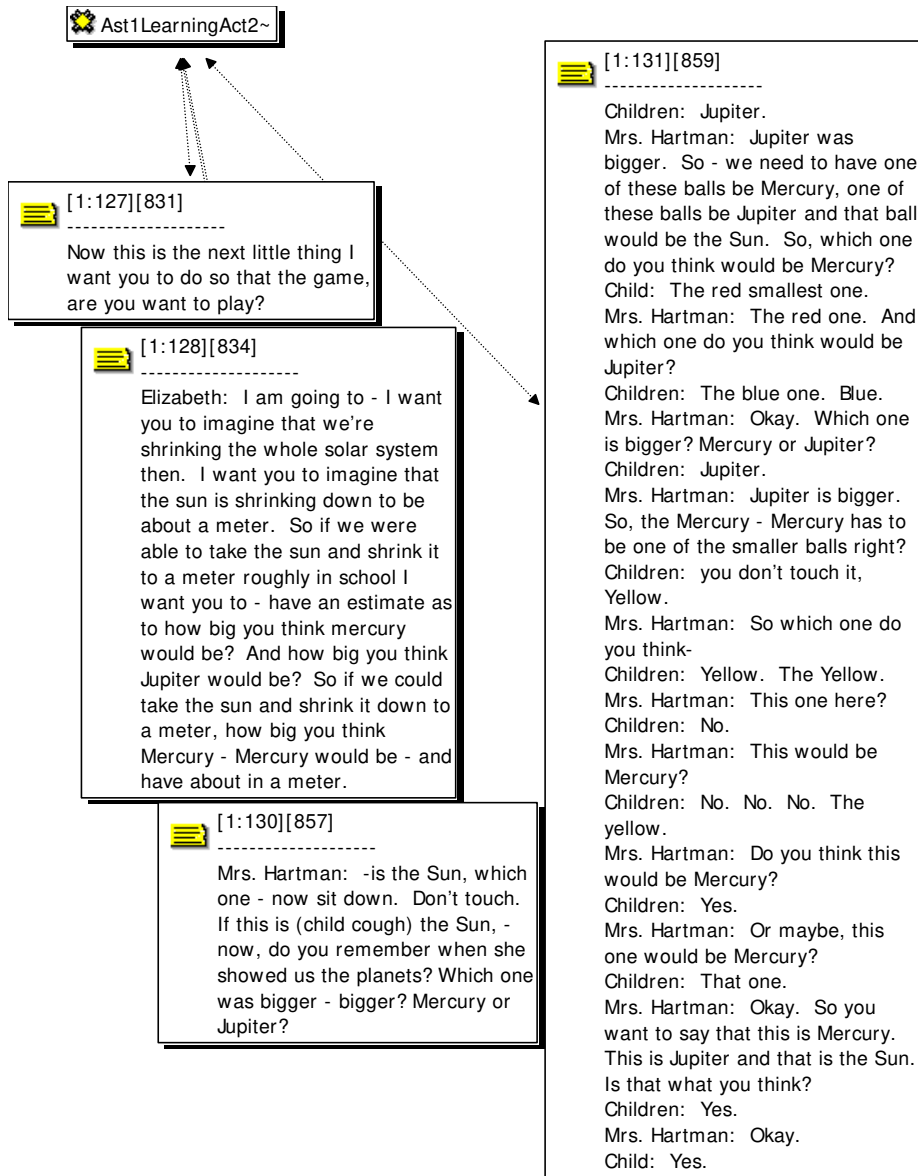 Ast1LearningAct2~
[1:127][831]
--------------------
Now this is the next little thing I
want you to do so that the game,
are you want to play?
[1:128][834]
--------------------
Elizabeth: I am going to - I want
you to imagine that we're
shrinking the whole solar system
then. I want you to imagine that
the sun is shrinking down to be
about a meter. So if we were
able to take the sun and shrink it
to a meter roughly in school I
want you to - have an estimate as
to how big you think mercury
would be? And how big you think
Jupiter would be? So if we could
take the sun and shrink it down to
a meter, how big you think
Mercury - Mercury would be - and
have about in a meter.
[1:130][857]
--------------------
Mrs. Hartman: -is the Sun, which
one - now sit down. Don't touch.
If this is (child cough) the Sun, -
now, do you remember when she
showed us the planets? Which one
was bigger - bigger? Mercury or
Jupiter?
[1:131][859]
--------------------
Children: Jupiter.
Mrs. Hartman: Jupiter was
bigger. So - we need to have one
of these balls be Mercury, one of
these balls be Jupiter and that ball
would be the Sun. So, which one
do you think would be Mercury?
Child: The red smallest one.
Mrs. Hartman: The red one. And
which one do you think would be
Jupiter?
Children: The blue one. Blue.
Mrs. Hartman: Okay. Which one
is bigger? Mercury or Jupiter?
Children: Jupiter.
Mrs. Hartman: Jupiter is bigger.
So, the Mercury - Mercury has to
be one of the smaller balls right?
Children: you don't touch it,
Yellow.
Mrs. Hartman: So which one do
you think-
Children: Yellow. The Yellow.
Mrs. Hartman: This one here?
Children: No.
Mrs. Hartman: This would be
Mercury?
Children: No. No. No. The
yellow.
Mrs. Hartman: Do you think this
would be Mercury?
Children: Yes.
Mrs. Hartman: Or maybe, this
one would be Mercury?
Children: That one.
Mrs. Hartman: Okay. So you
want to say that this is Mercury.
This is Jupiter and that is the Sun.
Is that what you think?
Children: Yes.
Mrs. Hartman: Okay.
Child: Yes.